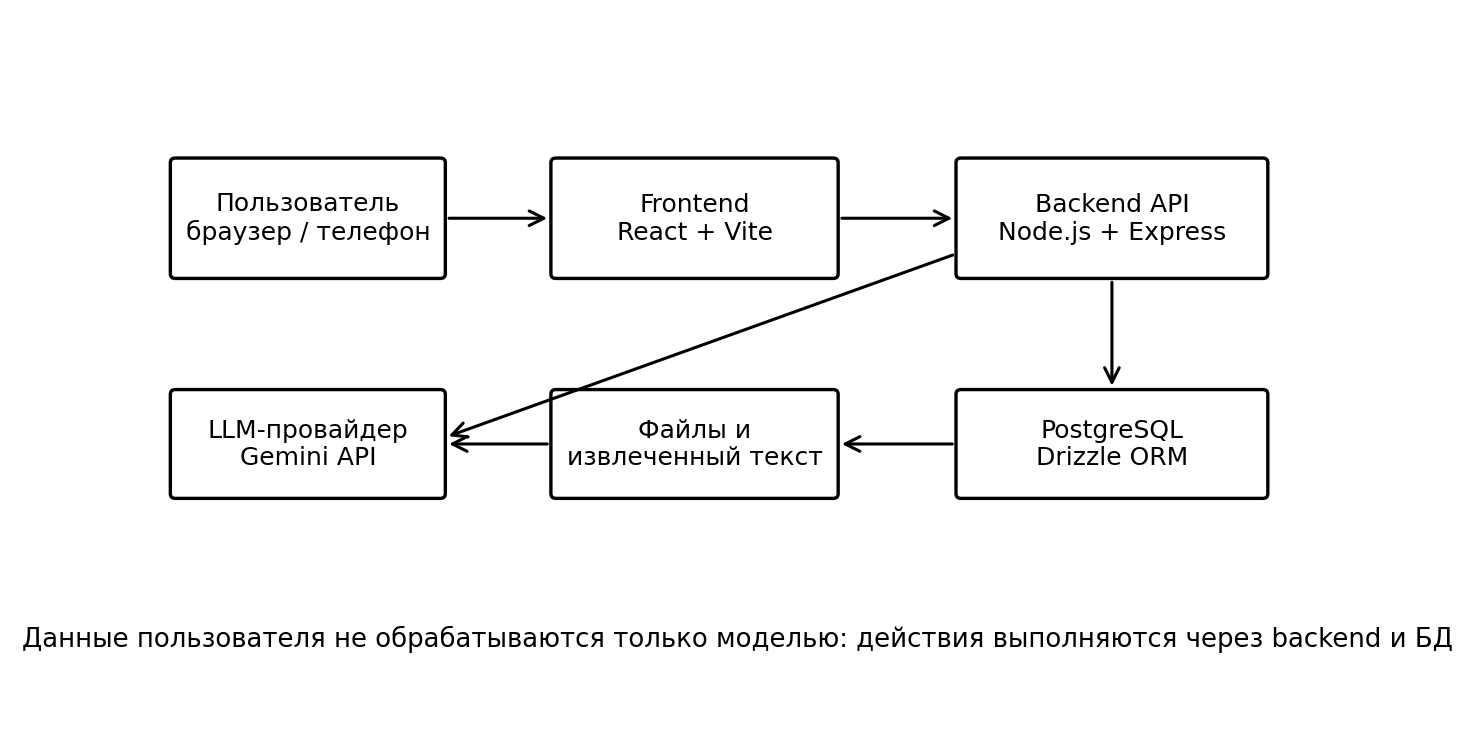 Пользователь
браузер / телефон
Frontend
React + Vite
Backend API
Node.js + Express
LLM-провайдер
Gemini API
Файлы и
извлеченный текст
PostgreSQL
Drizzle ORM
Данные пользователя не обрабатываются только моделью: действия выполняются через backend и БД